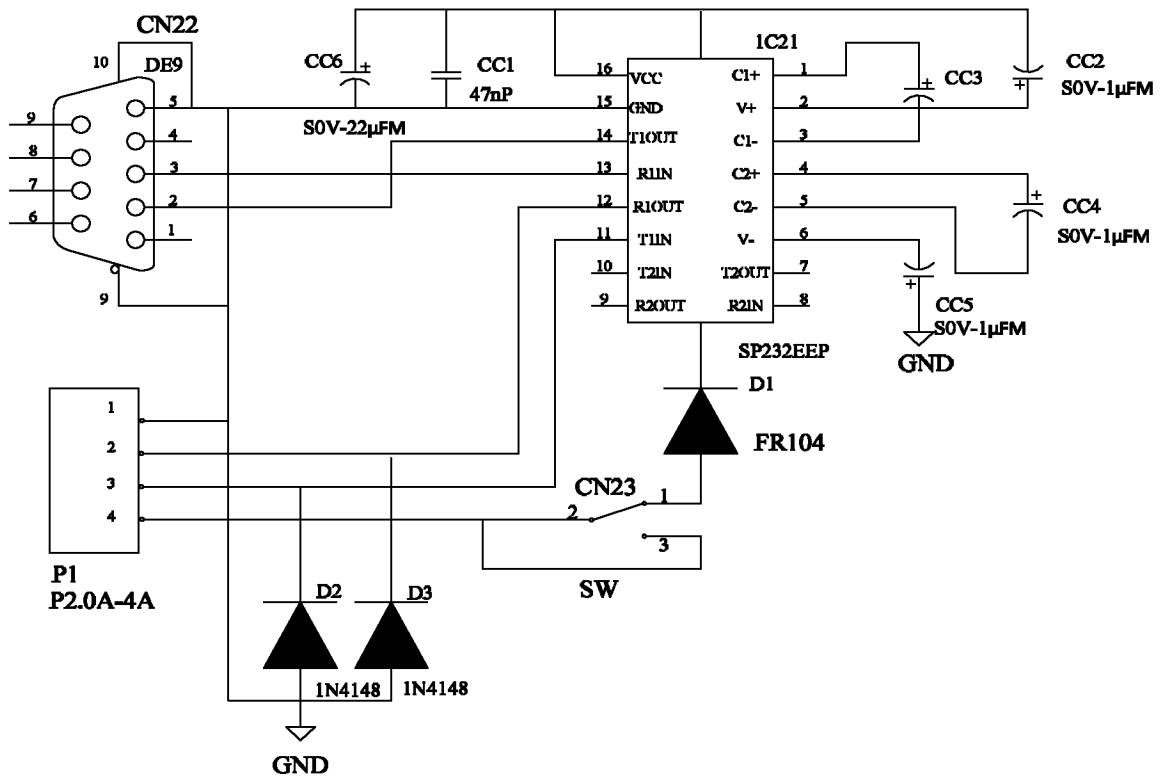 CN22
10
DE9
5
9
4
8
3
7
2
6
1
9
CC6
S0V-22µFM
CC1
47nP
1C21
16 VCC C1+ 1
15 GND V+ 2
14 T1OUT C1- 3
13 R1IN C2+ 4
12 R1OUT C2- 5
11 T1IN V- 6
10 T2IN T2OUT 7
9 R2OUT R2IN 8
SP232EEP
CC3
CC2
S0V-1µFM
CC4
S0V-1µFM
CC5
S0V-1µFM
GND
D1
FR104
CN23
1
2
3
SW
1
2
3
4
P1
P2.0A-4A
D2
D3
1N4148
1N4148
GND